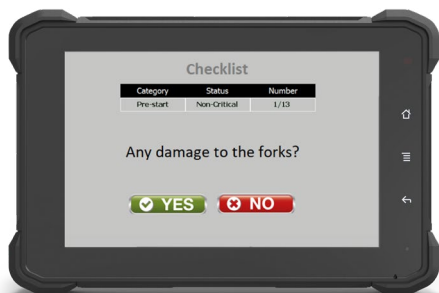 Checklist
Category Status Number
Pre-start Non-Critical 1/13
Any damage to the forks?
YES NO